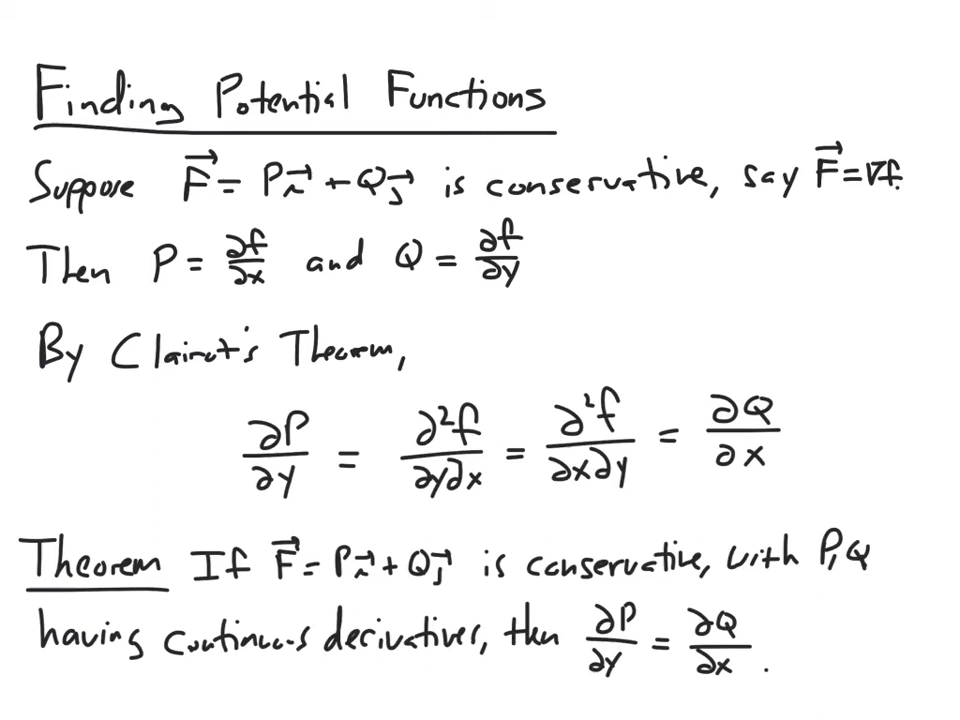 Finding Potential Functions
Suppose F⃗ = Pi⃗ + Qj⃗ is conservative, say F⃗ = ∇f.
Then P = ∂f/∂x and Q = ∂f/∂y
By Clairut's Theorem,
∂P/∂y = ∂²f/∂y∂x = ∂²f/∂x∂y = ∂Q/∂x
Theorem If F⃗ = Pi⃗ + Qj⃗ is conservative, with P,Q
having continuous derivatives, then ∂P/∂y = ∂Q/∂x.